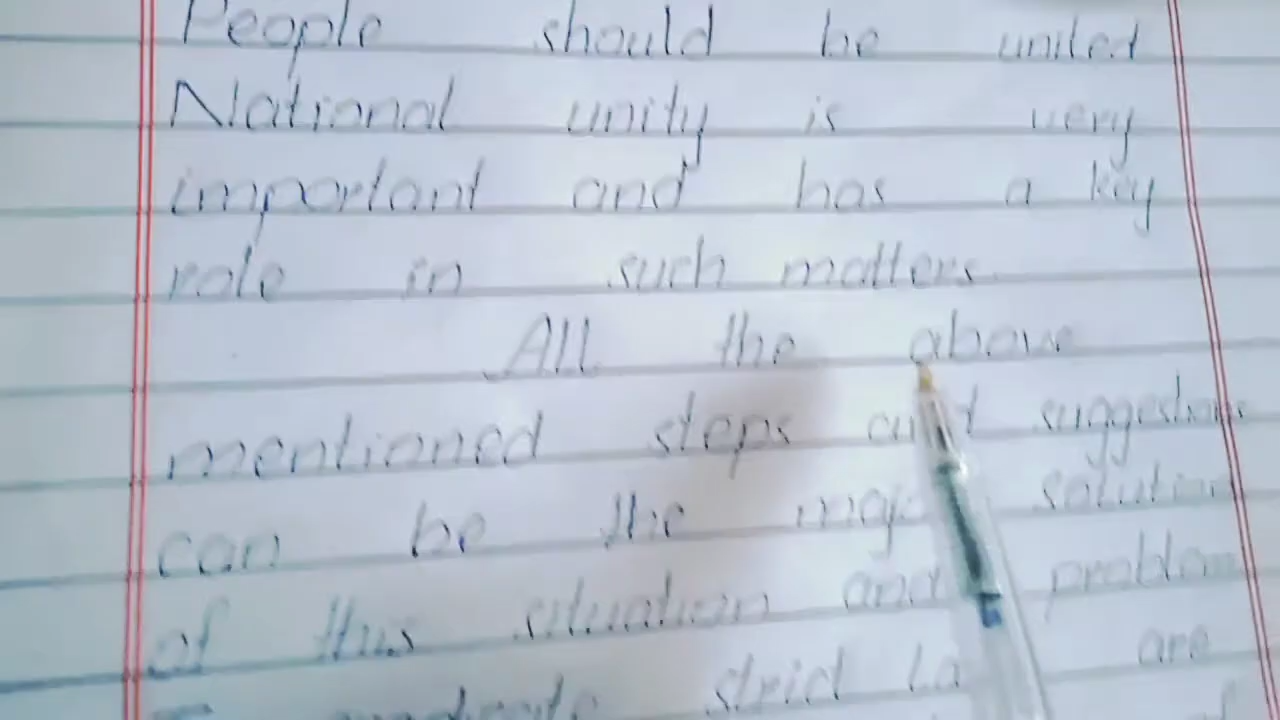 People should be united
National unity is very
important and has a key
role in such matters.
All the above
mentioned steps and suggestions
can be the major solution
of this situation and problem
strict are